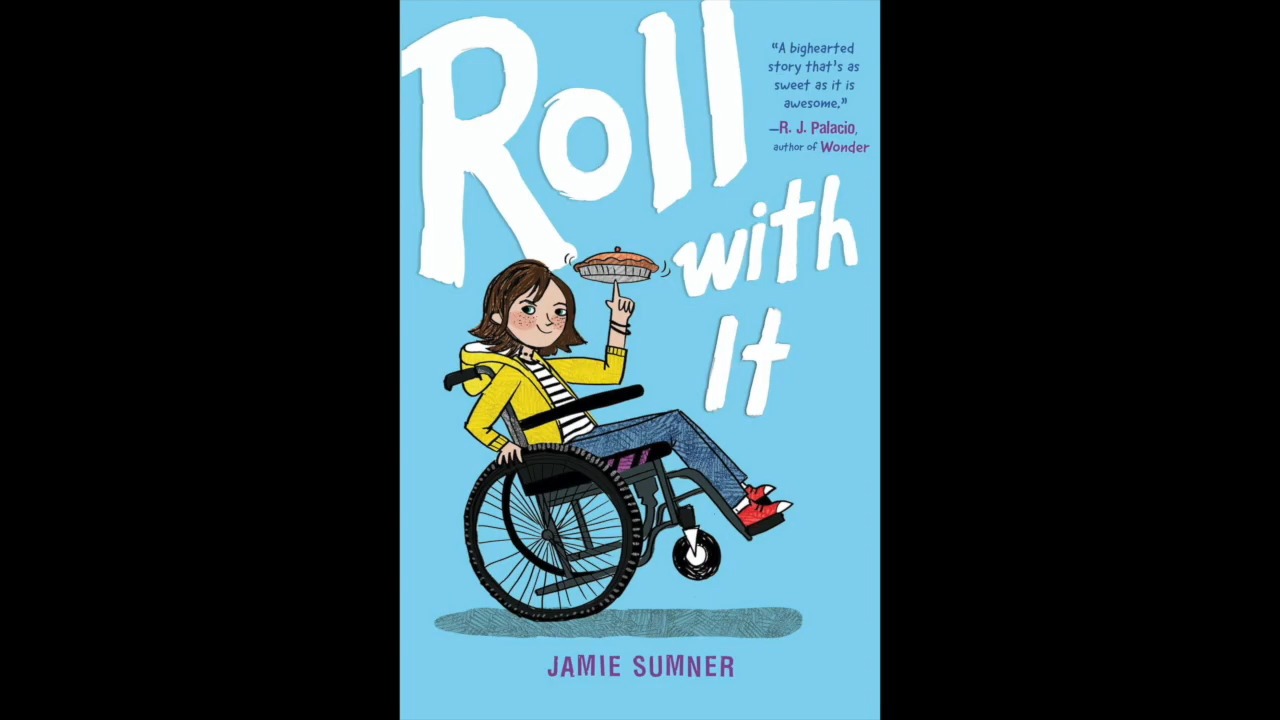 Roll
with
It
“A bighearted
story that’s as
sweet as it is
awesome.”
—R. J. Palacio,
author of Wonder
JAMIE SUMNER